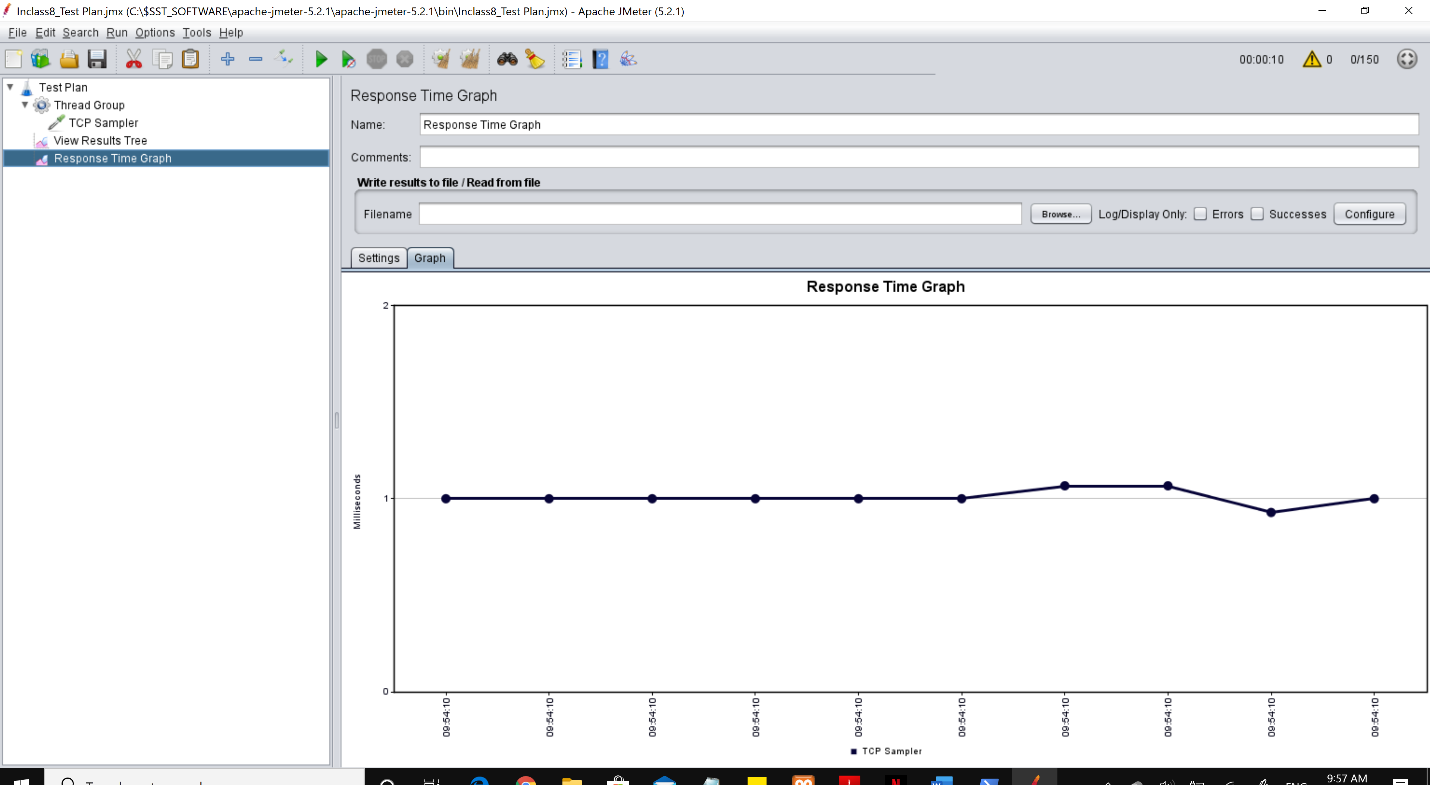 Inclass8_Test Plan.jmx (C:\$SST_SOFTWARE\apache-jmeter-5.2.1\apache-jmeter-5.2.1\bin\Inclass8_Test Plan.jmx) - Apache JMeter (5.2.1)
File Edit Search Run Options Tools Help
00:00:10 0 0/150
Test Plan
Thread Group
TCP Sampler
View Results Tree
Response Time Graph
Response Time Graph
Name: Response Time Graph
Comments:
Write results to file / Read from file
Filename Browse... Log/Display Only: Errors Successes Configure
Settings Graph
Response Time Graph
2
1
0
Milliseconds
09:54:10 09:54:10 09:54:10 09:54:10 09:54:10 09:54:10 09:54:10 09:54:10 09:54:10 09:54:10
TCP Sampler
9:57 AM